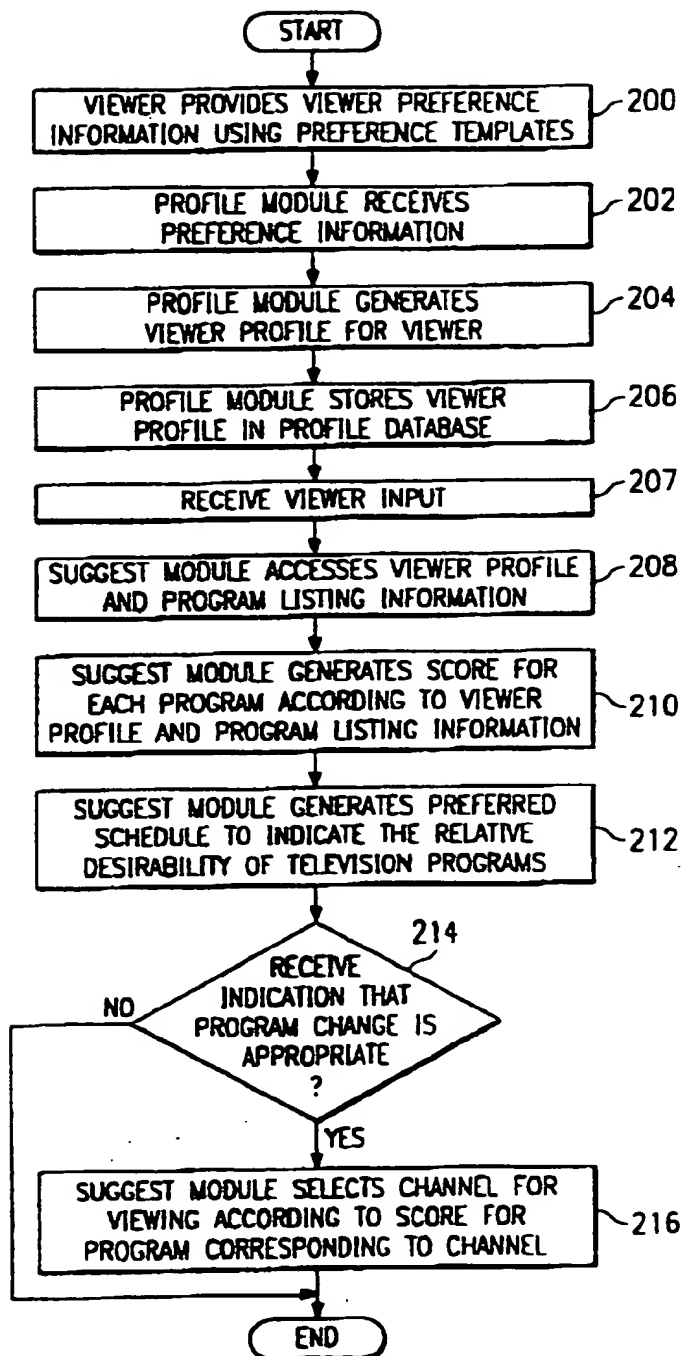 START
VIEWER PROVIDES VIEWER PREFERENCE
INFORMATION USING PREFERENCE TEMPLATES
200
PROFILE MODULE RECEIVES
PREFERENCE INFORMATION
202
PROFILE MODULE GENERATES
VIEWER PROFILE FOR VIEWER
204
PROFILE MODULE STORES VIEWER
PROFILE IN PROFILE DATABASE
206
RECEIVE VIEWER INPUT
207
SUGGEST MODULE ACCESSES VIEWER PROFILE
AND PROGRAM LISTING INFORMATION
208
SUGGEST MODULE GENERATES SCORE FOR
EACH PROGRAM ACCORDING TO VIEWER
PROFILE AND PROGRAM LISTING INFORMATION
210
SUGGEST MODULE GENERATES PREFERRED
SCHEDULE TO INDICATE THE RELATIVE
DESIRABILITY OF TELEVISION PROGRAMS
212
214
RECEIVE
INDICATION THAT
PROGRAM CHANGE IS
APPROPRIATE
?
NO
YES
SUGGEST MODULE SELECTS CHANNEL FOR
VIEWING ACCORDING TO SCORE FOR
PROGRAM CORRESPONDING TO CHANNEL
216
END